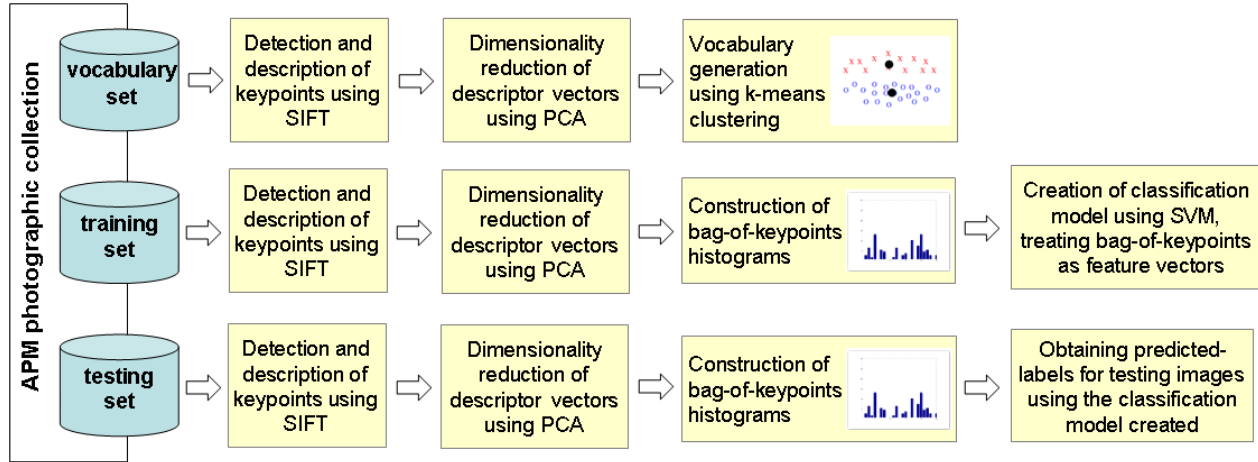 APM photographic collection
vocabulary
set
Detection and
description of
keypoints using
SIFT
Dimensionality
reduction of
descriptor vectors
using PCA
Vocabulary
generation
using k-means
clustering
training
set
Detection and
description of
keypoints using
SIFT
Dimensionality
reduction of
descriptor vectors
using PCA
Construction of
bag-of-keypoints
histograms
Creation of classification
model using SVM,
treating bag-of-keypoints
as feature vectors
testing
set
Detection and
description of
keypoints using
SIFT
Dimensionality
reduction of
descriptor vectors
using PCA
Construction of
bag-of-keypoints
histograms
Obtaining predicted-
labels for testing images
using the classification
model created